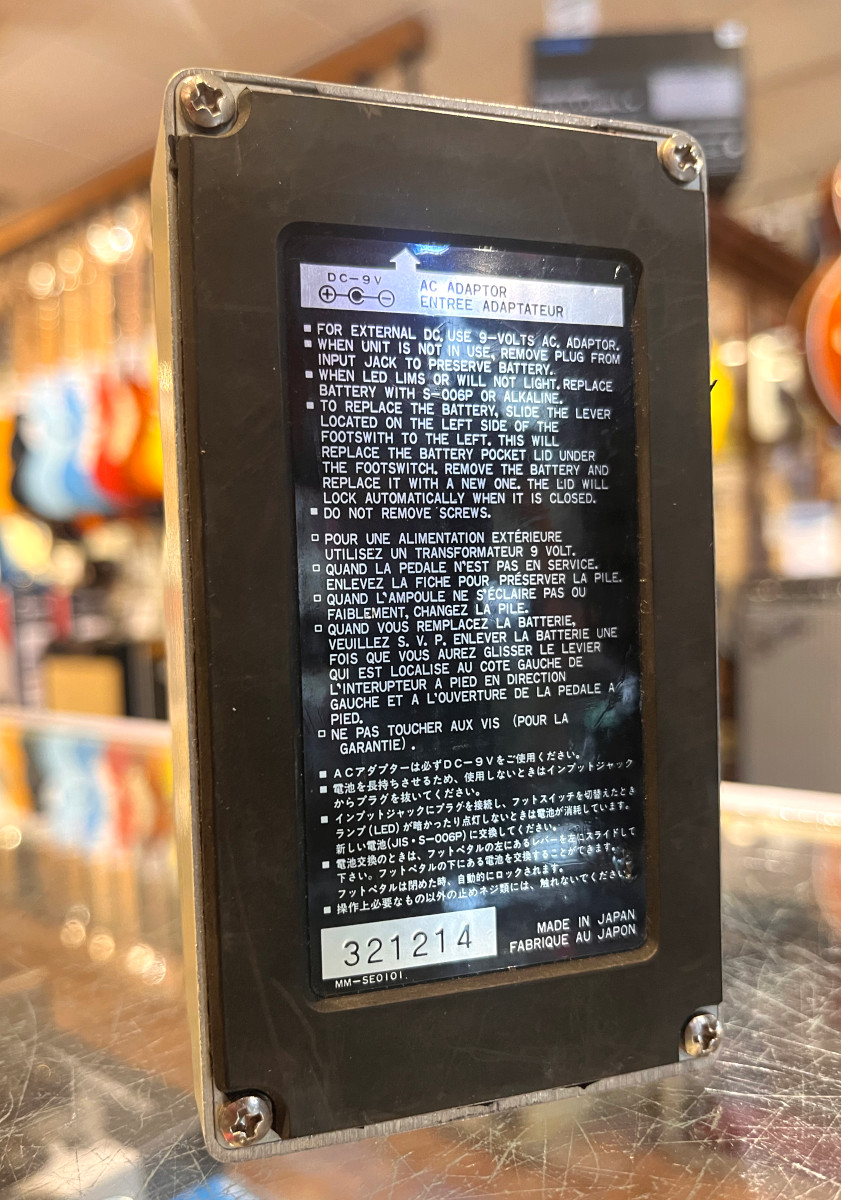 DC-9V
AC ADAPTOR
ENTREE ADAPTATEUR
■ FOR EXTERNAL DC, USE 9-VOLTS AC. ADAPTOR.
■ WHEN UNIT IS NOT IN USE, REMOVE PLUG FROM
INPUT JACK TO PRESERVE BATTERY.
■ WHEN LED LIMS OR WILL NOT LIGHT. REPLACE
BATTERY WITH S-006P OR ALKALINE.
■ TO REPLACE THE BATTERY, SLIDE THE LEVER
LOCATED ON THE LEFT SIDE OF THE
FOOTSWITH TO THE LEFT. THIS WILL
REPLACE THE BATTERY POCKET LID UNDER
THE FOOTSWITCH. REMOVE THE BATTERY AND
REPLACE IT WITH A NEW ONE. THE LID WILL
LOCK AUTOMATICALLY WHEN IT IS CLOSED.
■ DO NOT REMOVE SCREWS.
□ POUR UNE ALIMENTATION EXTÉRIEURE
UTILISEZ UN TRANSFORMATEUR 9 VOLT.
□ QUAND LA PEDALE N'EST PAS EN SERVICE.
ENLEVEZ LA FICHE POUR PRÉSERVER LA PILE.
□ QUAND L'AMPOULE NE S'ÉCLAIRE PAS OU
FAIBLEMENT, CHANGEZ LA PILE.
□ QUAND VOUS REMPLACEZ LA BATTERIE,
VEUILLEZ S. V. P. ENLEVER LA BATTERIE UNE
FOIS QUE VOUS AUREZ GLISSER LE LEVIER
QUI EST LOCALISE AU COTE GAUCHE DE
L'INTERUPTEUR A PIED EN DIRECTION
GAUCHE ET A L'OUVERTURE DE LA PEDALE A
PIED.
□ NE PAS TOUCHER AUX VIS (POUR LA
GARANTIE).
■ ACアダプターは必ずDC-9Vをご使用ください。
■ 電池を長持ちさせるため、使用しないときはインプットジャック
からプラグを抜いてください。
■ インプットジャックにプラグを接続し、フットスイッチを切替えたとき
ランプ(LED)が暗かったり点灯しないときは電池が消耗しています。
新しい電池(JIS・S-006P)に交換してください。
■ 電池交換のときは、フットペタルの左にあるレバーを左にスライドして
下さい。フットペタルの下にある電池を交換することができます。
フットペタルは閉めた時、自動的にロックされます。
■ 操作上必要なもの以外の止めネジ類には、触れないでください。
321214
MADE IN JAPAN
FABRIQUE AU JAPON
MM-SE0101.